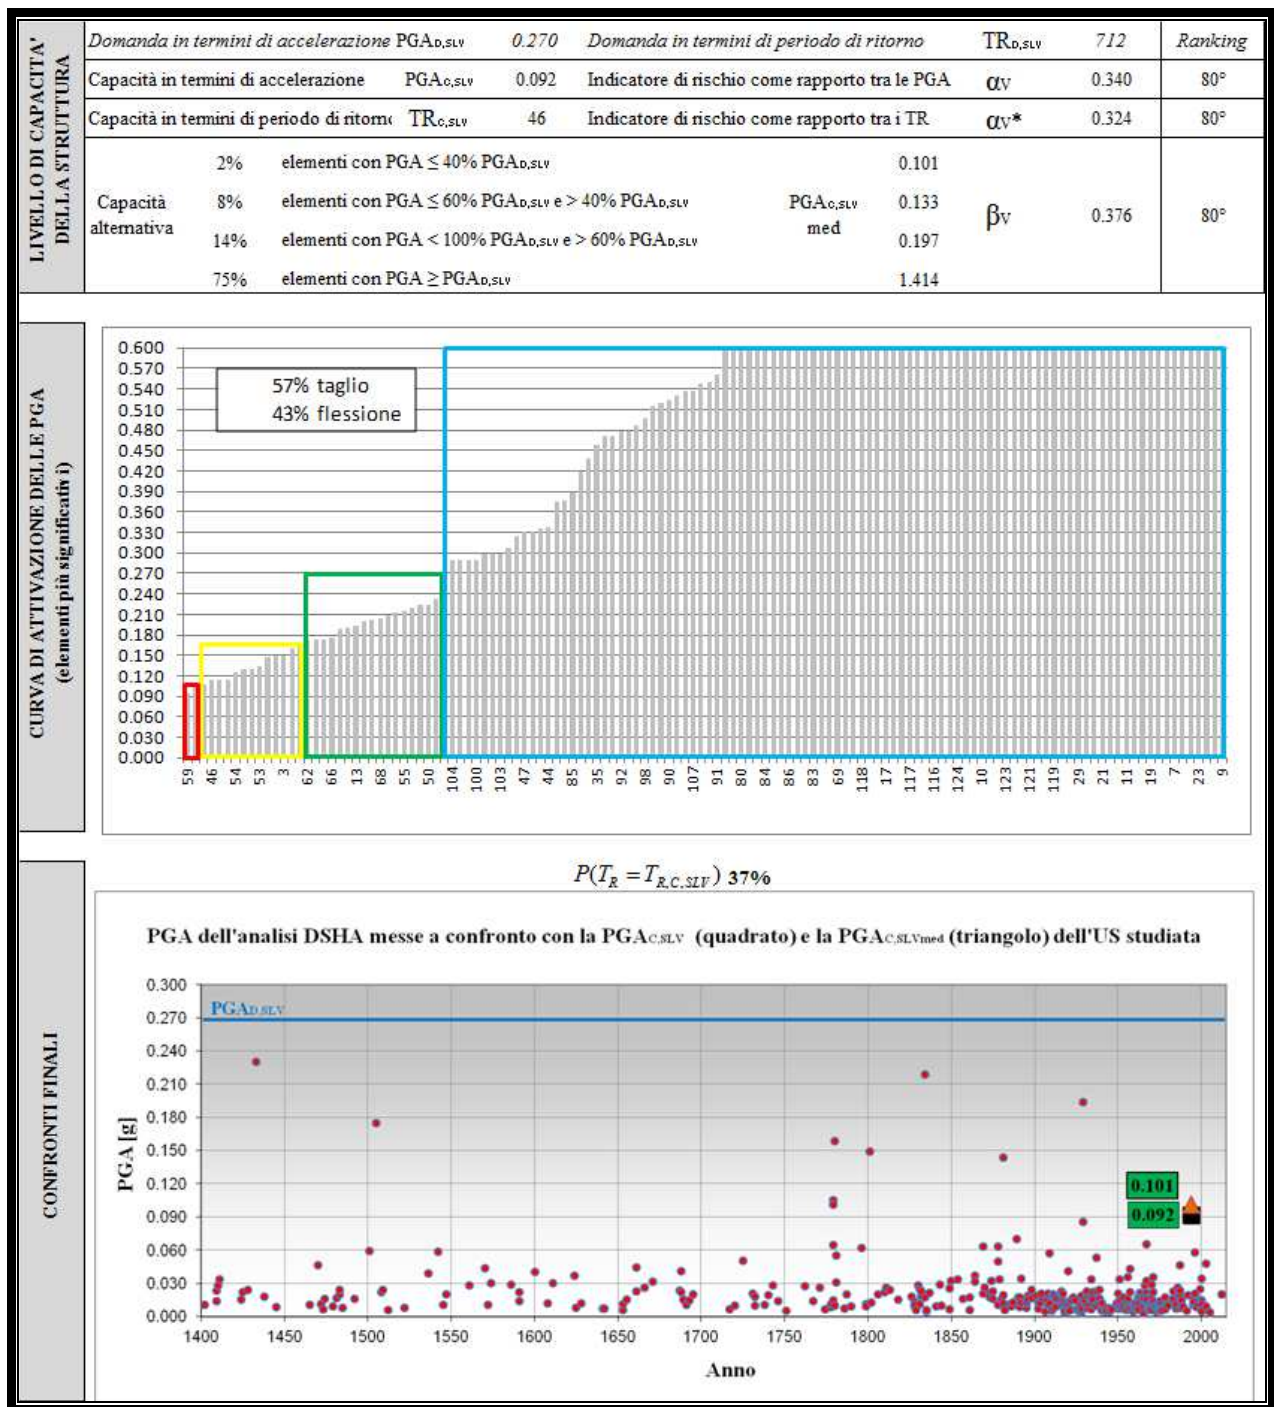 LIVELLO DI CAPACITA'
DELLA STRUTTURA
Domanda in termini di accelerazione PGAD,SLV 0.270 Domanda in termini di periodo di ritorno TRD,SLV 712 Ranking
Capacità in termini di accelerazione PGAC,SLV 0.092 Indicatore di rischio come rapporto tra le PGA αV 0.340 80°
Capacità in termini di periodo di ritorno TRC,SLV 46 Indicatore di rischio come rapporto tra i TR αV* 0.324 80°
Capacità alternativa
2% elementi con PGA ≤ 40% PGAD,SLV 0.101
8% elementi con PGA ≤ 60% PGAD,SLV e > 40% PGAD,SLV 0.133
14% elementi con PGA < 100% PGAD,SLV e > 60% PGAD,SLV 0.197
75% elementi con PGA ≥ PGAD,SLV 1.414
PGAC,SLV
med
βV 0.376 80°
CURVA DI ATTIVAZIONE DELLE PGA
(elementi più significativi)
0.600
0.570
0.540
0.510
0.480
0.450
0.420
0.390
0.360
0.330
0.300
0.270
0.240
0.210
0.180
0.150
0.120
0.090
0.060
0.030
0.000
57% taglio
43% flessione
59 46 54 53 3 62 66 13 68 55 50 104 100 103 47 44 85 35 92 98 90 107 91 80 84 86 83 69 118 17 117 116 124 10 123 121 119 29 21 11 19 7 23 9
CONFRONTI FINALI
P(TR = TR,C,SLV) 37%
PGA dell'analisi DSHA messe a confronto con la PGAC,SLV (quadrato) e la PGAC,SLVmed (triangolo) dell'US studiata
PGAD,SLV
PGA [g]
0.300
0.270
0.240
0.210
0.180
0.150
0.120
0.090
0.060
0.030
0.000
0.101
0.092
1400 1450 1500 1550 1600 1650 1700 1750 1800 1850 1900 1950 2000
Anno